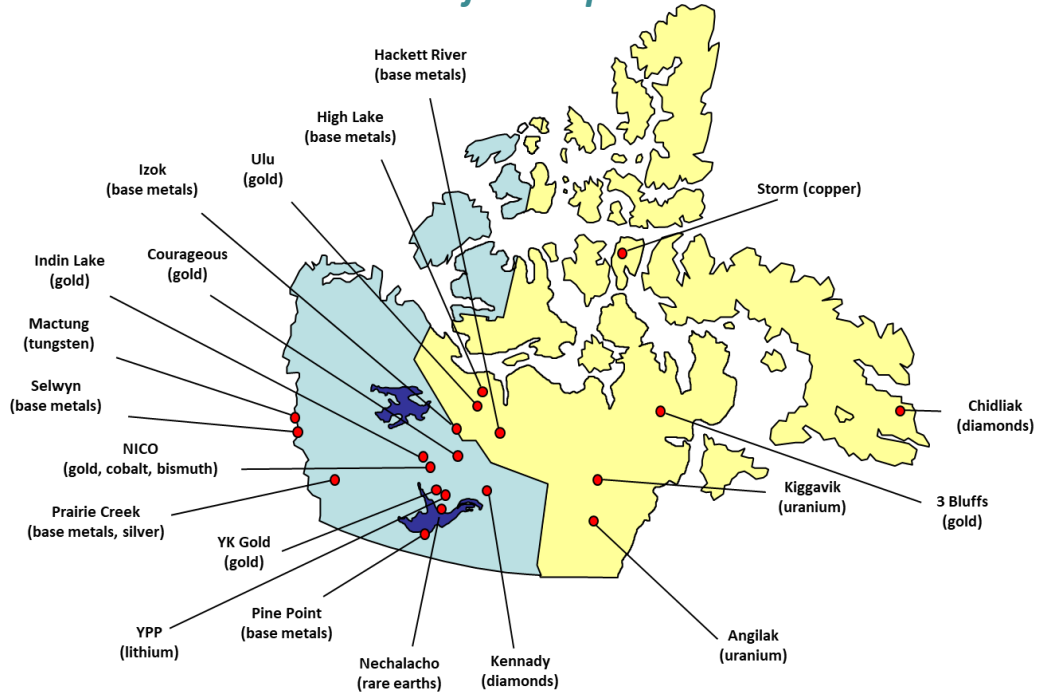 Hackett River
(base metals)
High Lake
(base metals)
Ulu
(gold)
Izok
(base metals)
Storm (copper)
Courageous
(gold)
Indin Lake
(gold)
Mactung
(tungsten)
Selwyn
(base metals)
Chidliak
(diamonds)
NICO
(gold, cobalt, bismuth)
Kiggavik
(uranium)
3 Bluffs
(gold)
Prairie Creek
(base metals, silver)
YK Gold
(gold)
Pine Point
(base metals)
YPP
(lithium)
Angilak
(uranium)
Nechalacho
(rare earths)
Kennady
(diamonds)